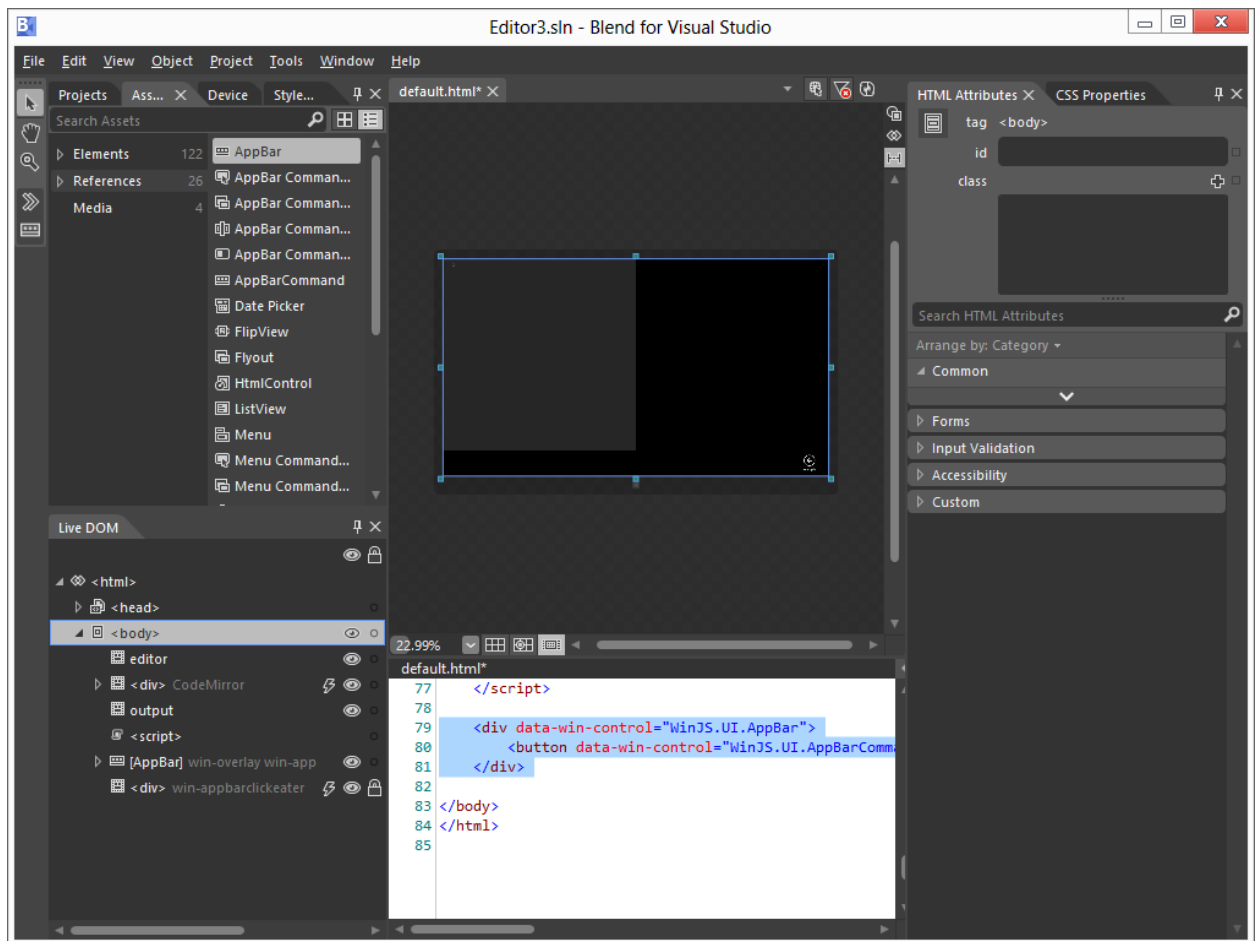 Editor3.sln - Blend for Visual Studio
File Edit View Object Project Tools Window Help
Projects Ass... Device Style...
Search Assets
Elements 122
References 26
Media 4
AppBar
AppBar Comman...
AppBar Comman...
AppBar Comman...
AppBar Comman...
AppBarCommand
Date Picker
FlipView
Flyout
HtmlControl
ListView
Menu
Menu Command...
Menu Command...
Live DOM
<html>
<head>
<body>
editor
<div> CodeMirror
output
<script>
[AppBar] win-overlay win-app
<div> win-appbarclickeater
default.html*
22.99%
default.html*
77 </script>
78
79 <div data-win-control="WinJS.UI.AppBar">
80 <button data-win-control="WinJS.UI.AppBarComma
81 </div>
82
83 </body>
84 </html>
85
HTML Attributes CSS Properties
tag <body>
id
class
Search HTML Attributes
Arrange by: Category
Common
Forms
Input Validation
Accessibility
Custom